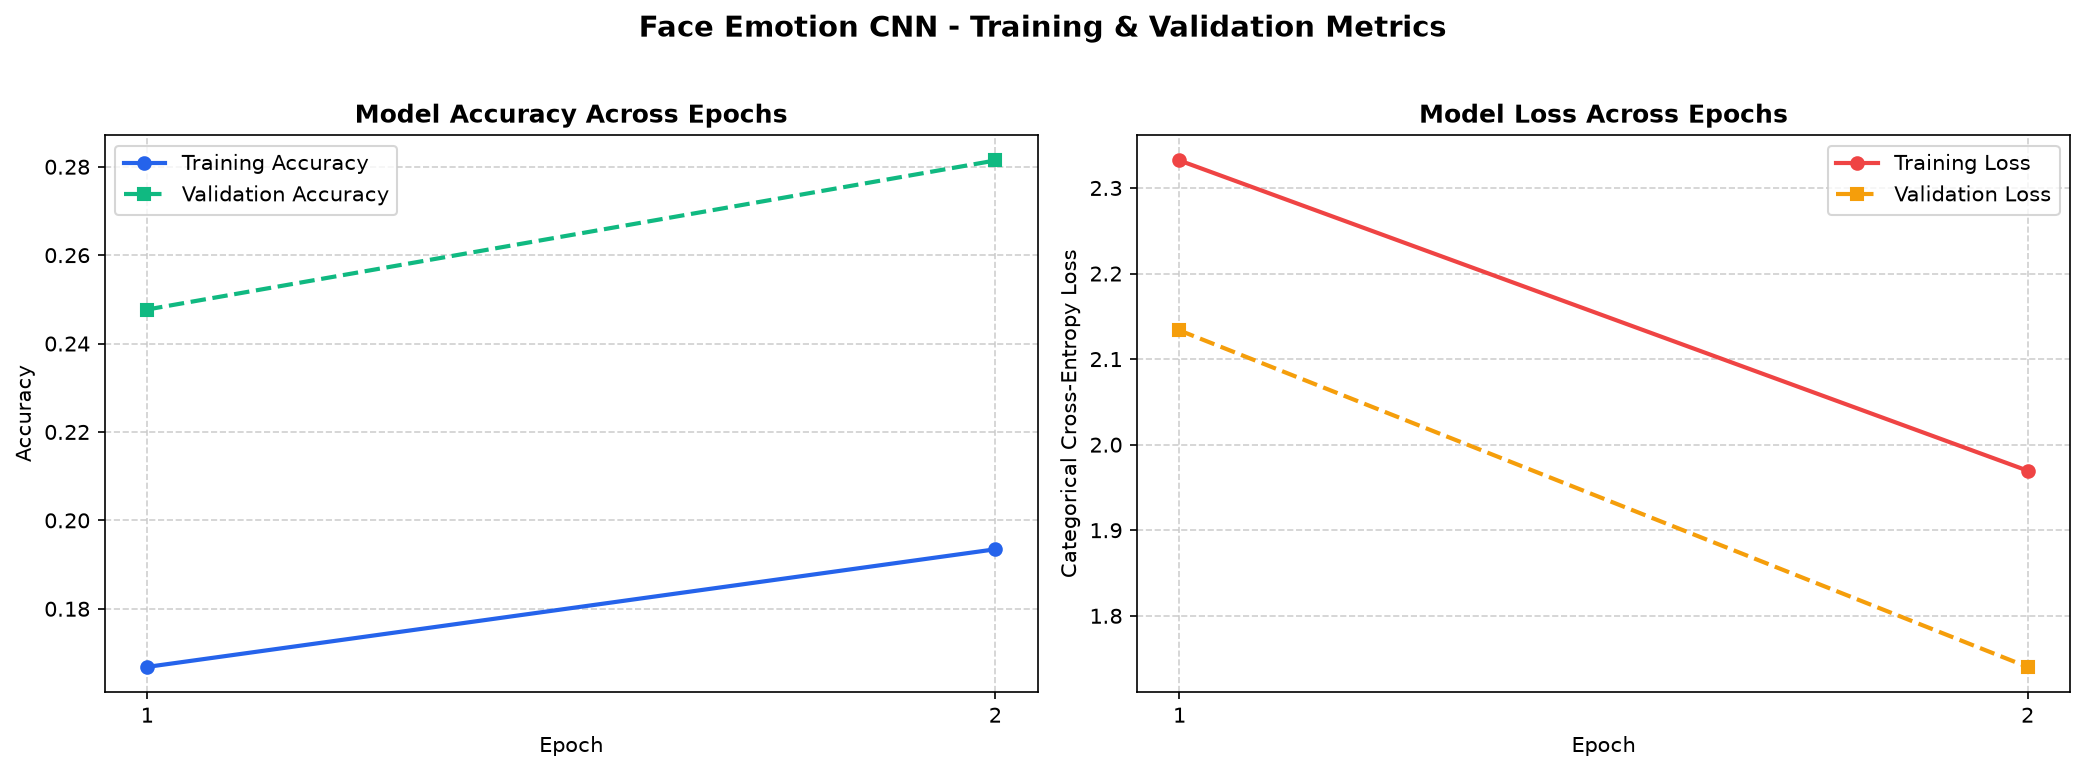 Face Emotion CNN - Training & Validation Metrics
Model Accuracy Across Epochs
Training Accuracy
Validation Accuracy
0.28
0.26
0.24
0.22
0.20
0.18
Accuracy
1
2
Epoch
Model Loss Across Epochs
Training Loss
Validation Loss
2.3
2.2
2.1
2.0
1.9
1.8
Categorical Cross-Entropy Loss
1
2
Epoch